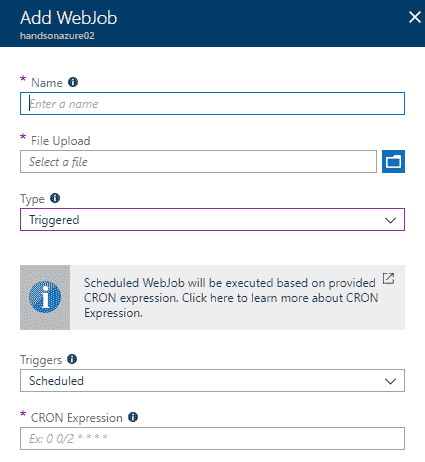 Add WebJob
handsonazure02
* Name
Enter a name
* File Upload
Select a file
Type
Triggered
Scheduled WebJob will be executed based on provided
CRON expression. Click here to learn more about CRON
Expression.
Triggers
Scheduled
* CRON Expression
Ex: 0 0/2 * * * *